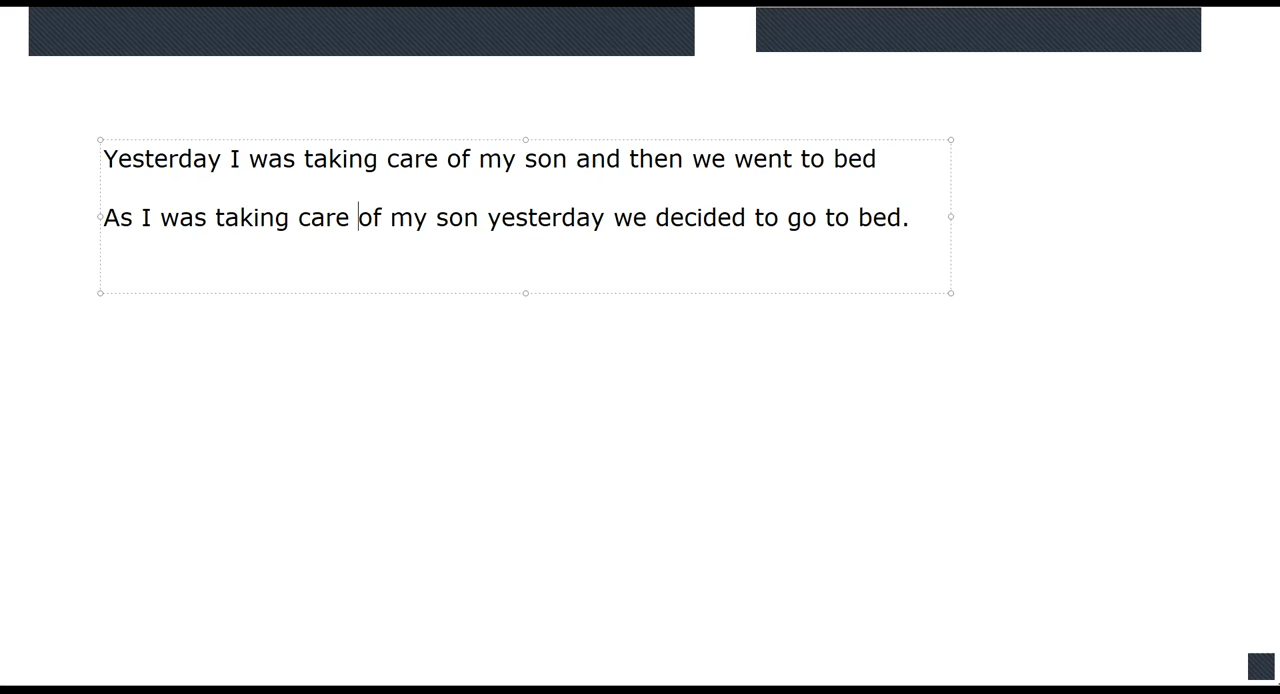 Yesterday I was taking care of my son and then we went to bed
As I was taking care of my son yesterday we decided to go to bed.